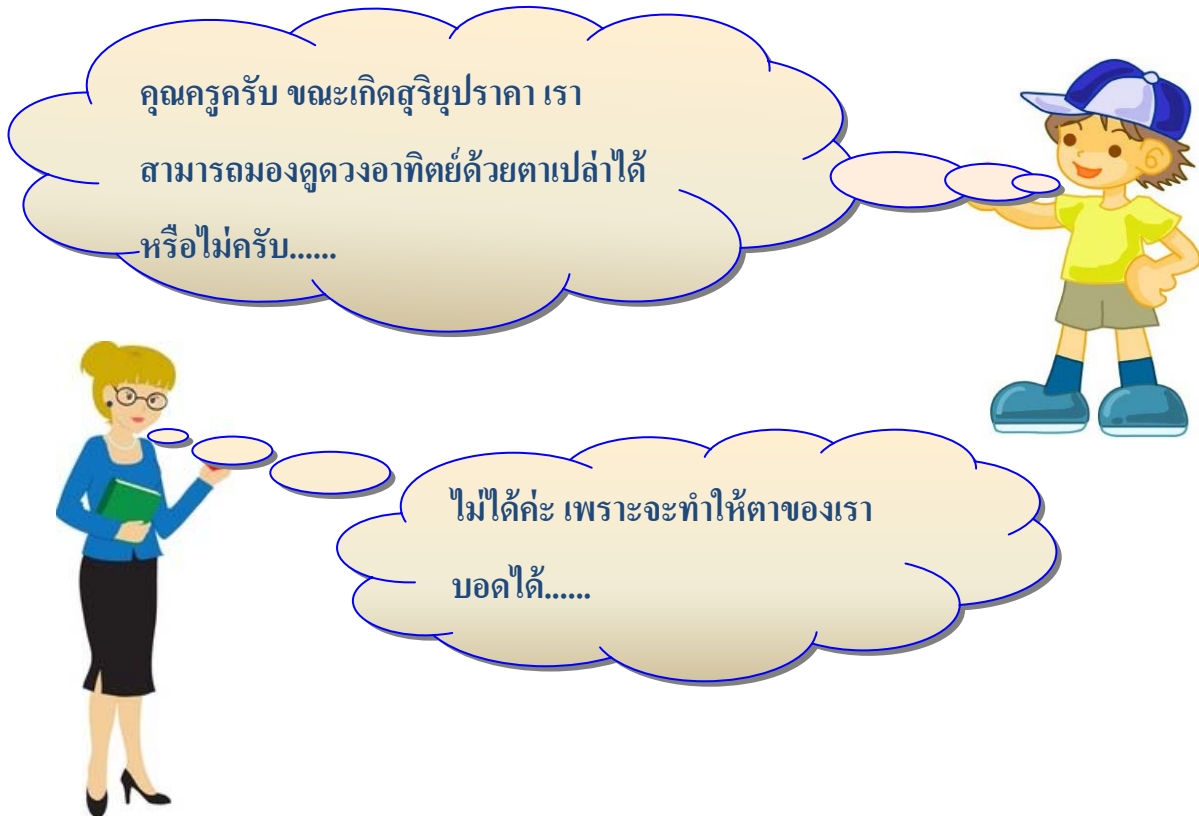 คุณครูครับ ขณะเกิดสุริยุปราคา เรา
สามารถมองดูดวงอาทิตย์ด้วยตาเปล่าได้
หรือไม่ครับ......
ไม่ได้ค่ะ เพราะจะทำให้ตาของเรา
บอดได้......